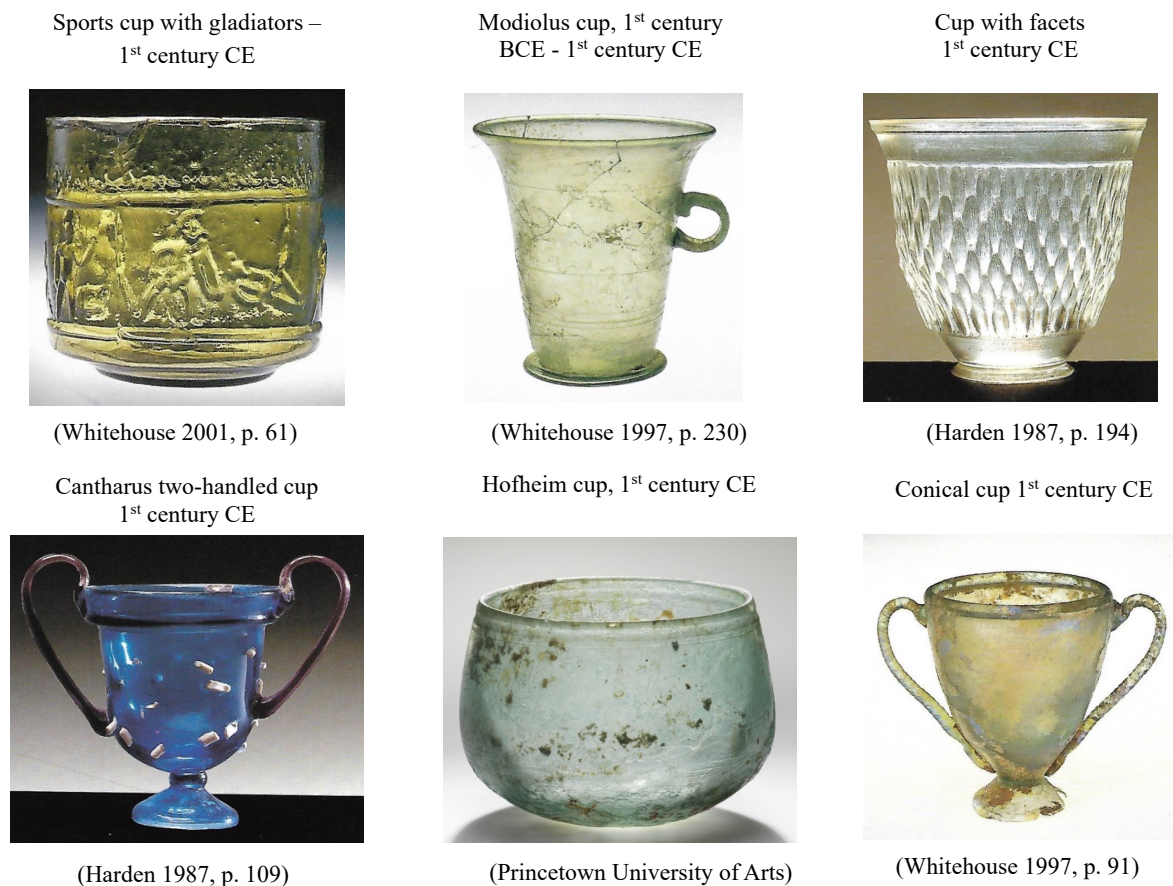 Sports cup with gladiators –
1st century CE
Modiolus cup, 1st century
BCE - 1st century CE
Cup with facets
1st century CE
(Whitehouse 2001, p. 61)
(Whitehouse 1997, p. 230)
(Harden 1987, p. 194)
Cantharus two-handled cup
1st century CE
Hofheim cup, 1st century CE
Conical cup 1st century CE
(Harden 1987, p. 109)
(Princetown University of Arts)
(Whitehouse 1997, p. 91)